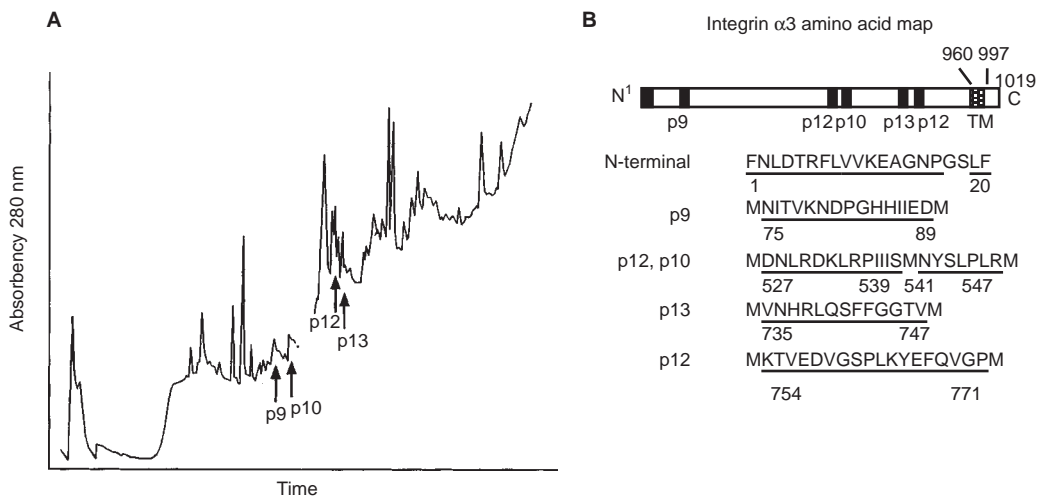 A
Absorbency 280 nm
p12
p13
p9
p10
Time
B
Integrin α3 amino acid map
960 997
1019
N¹
C
p9
p12 p10
p13 p12
TM
N-terminal FNLDTRFLVVKEAGNPGSLF
1 20
p9 MNITVKNDPGHHIIEDM
75 89
p12, p10 MDNLRDKLRPIIISMNYSLPLRM
527 539 541 547
p13 MVNHRLQSFFGGTVM
735 747
p12 MKTVEDVGSPLKYEFQVGPM
754 771